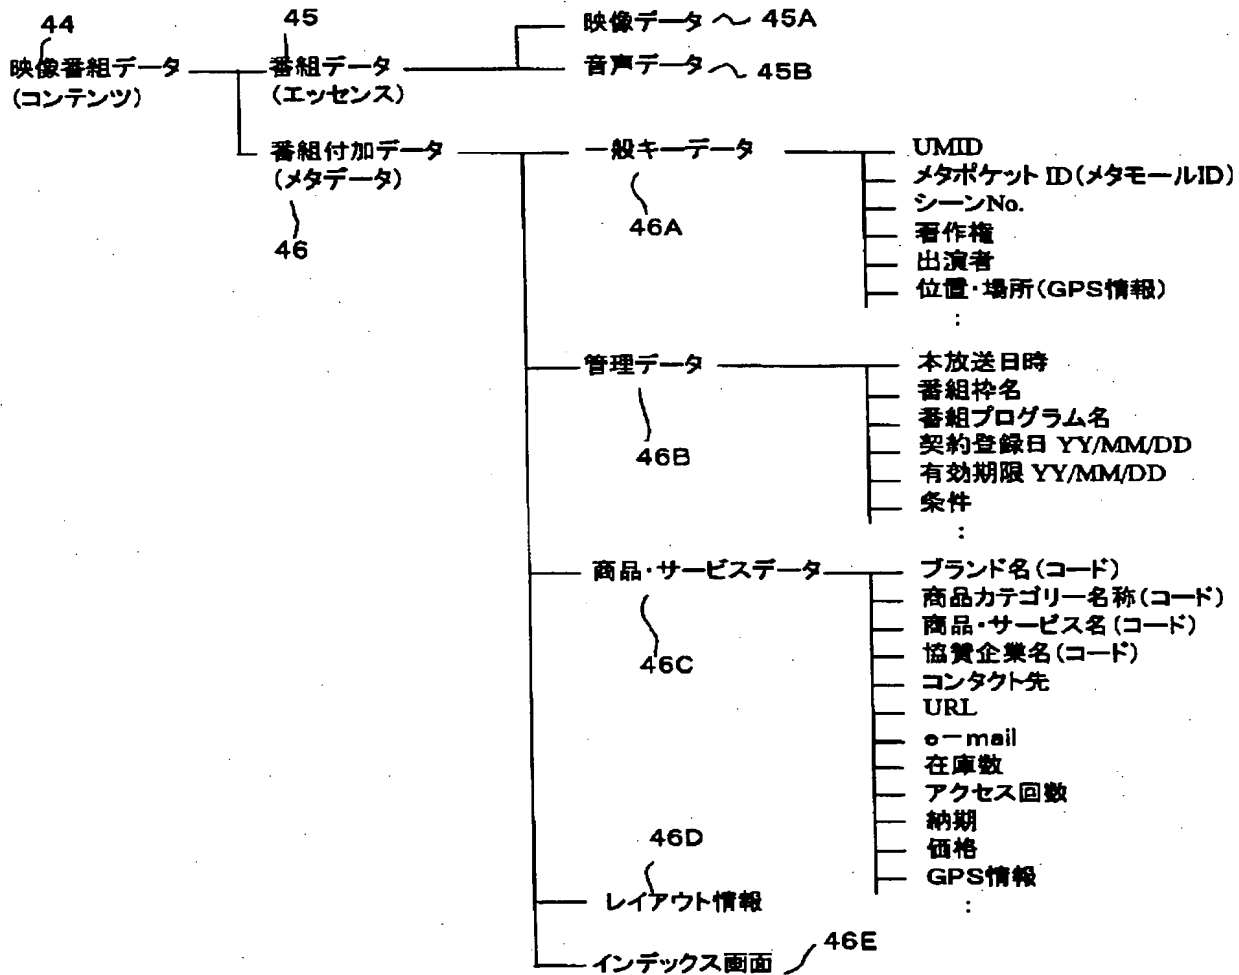 44
映像番組データ
(コンテンツ)
45
番組データ
(エッセンス)
映像データ 45A
音声データ 45B
番組付加データ
(メタデータ)
46
一般キーデータ
46A
UMID
メタポケット ID(メタモールID)
シーンNo.
著作権
出演者
位置・場所(GPS情報)
:
管理データ
46B
本放送日時
番組枠名
番組プログラム名
契約登録日 YY/MM/DD
有効期限 YY/MM/DD
条件
:
商品・サービスデータ
46C
ブランド名(コード)
商品カテゴリー名称(コード)
商品・サービス名(コード)
協賛企業名(コード)
コンタクト先
URL
e－mail
在庫数
アクセス回数
納期
価格
GPS情報
:
46D
レイアウト情報
46E
インデックス画面